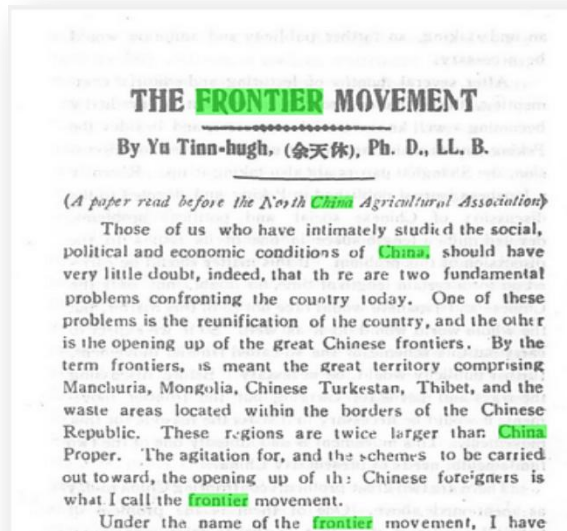 THE FRONTIER MOVEMENT
By Yu Tinn-hugh, (余天休), Ph. D., LL. B.
(A paper read before the North China Agricultural Association)
Those of us who have intimately studied the social,
political and economic conditions of China, should have
very little doubt, indeed, that th re are two fundamental
problems confronting the country today. One of these
problems is the reunification of the country, and the other
is the opening up of the great Chinese frontiers. By the
term frontiers, is meant the great territory comprising
Manchuria, Mongolia, Chinese Turkestan, Thibet, and the
waste areas located within the borders of the Chinese
Republic. These regions are twice larger than China
Proper. The agitation for, and the schemes to be carried
out toward, the opening up of the Chinese foreigners is
what I call the frontier movement
Under the name of the frontier movement, I have